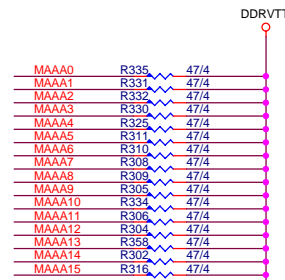 DDRVTT
MAAA0 R335 47/4
MAAA1 R331 47/4
MAAA2 R332 47/4
MAAA3 R330 47/4
MAAA4 R325 47/4
MAAA5 R311 47/4
MAAA6 R310 47/4
MAAA7 R308 47/4
MAAA8 R309 47/4
MAAA9 R305 47/4
MAAA10 R334 47/4
MAAA11 R306 47/4
MAAA12 R304 47/4
MAAA13 R358 47/4
MAAA14 R302 47/4
MAAA15 R316 47/4